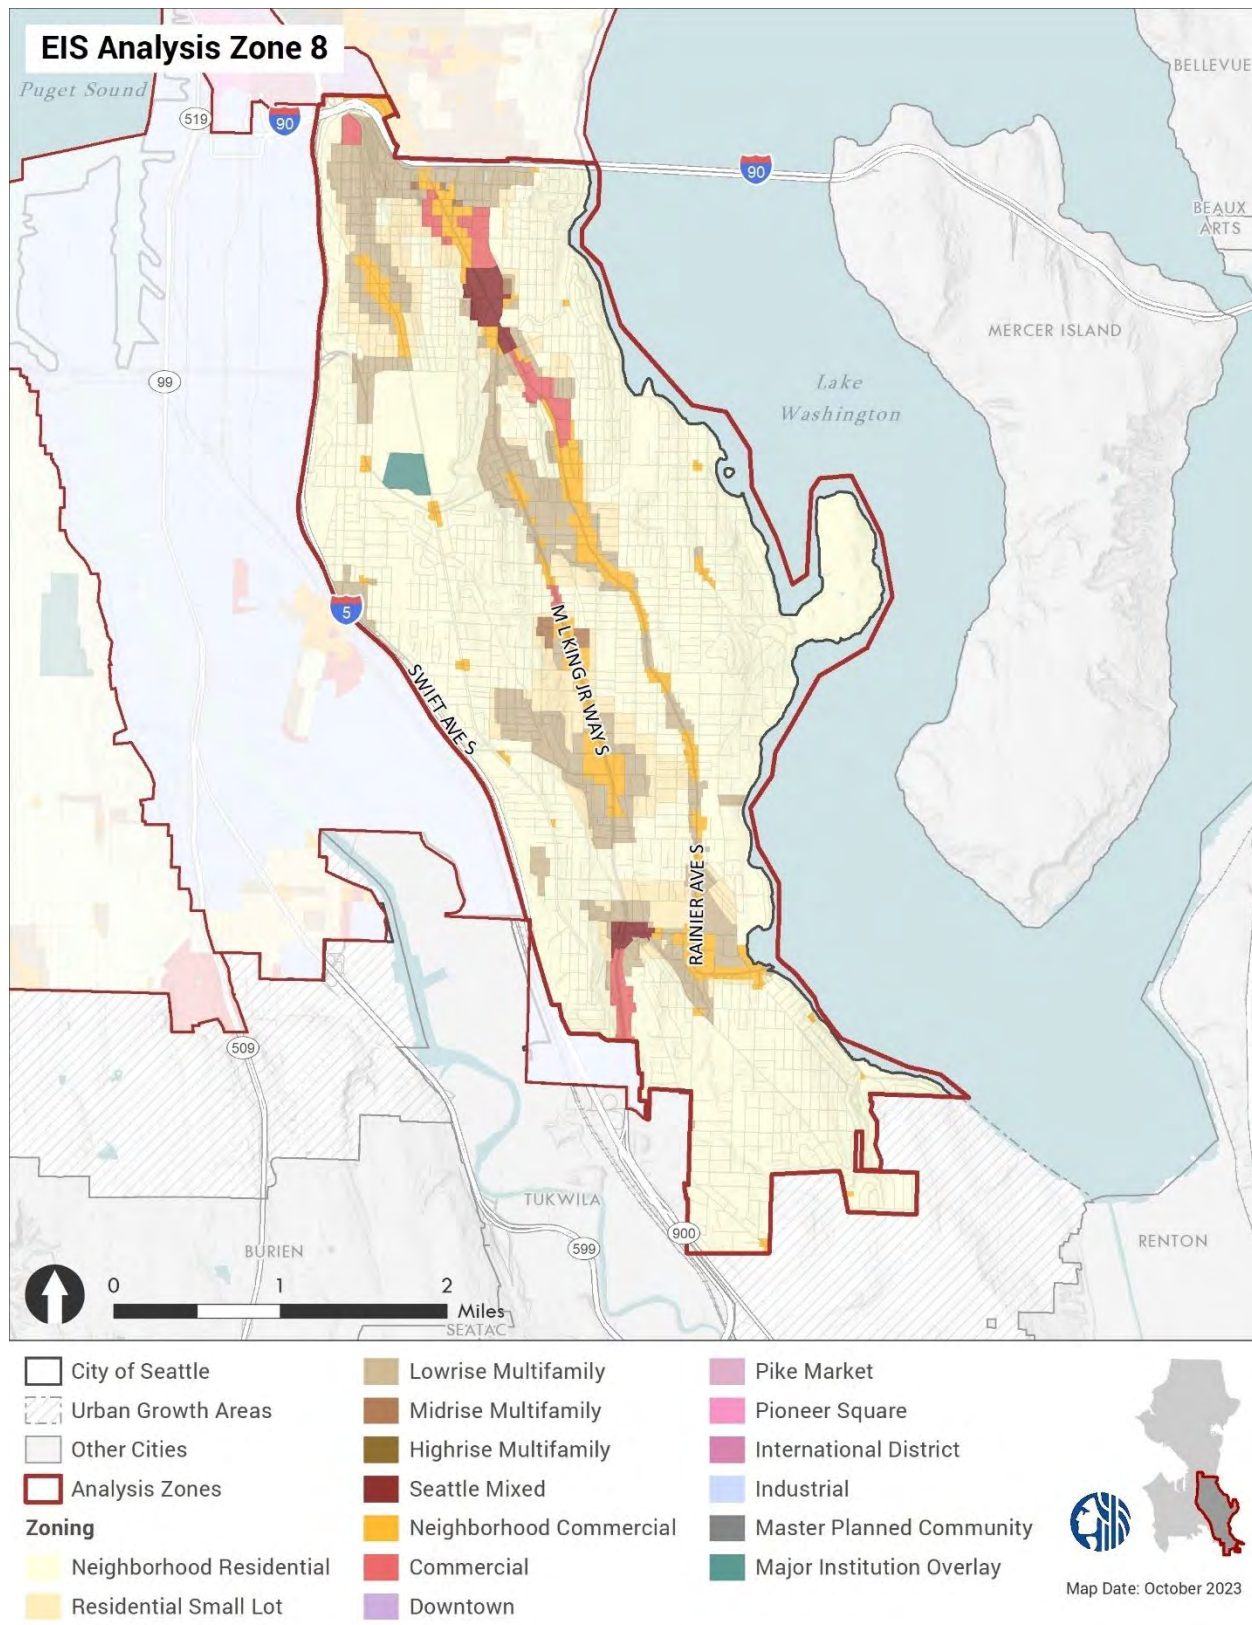 EIS Analysis Zone 8
Puget Sound
519
90
90
BELLEVUE
BEAUX
ARTS
MERCER ISLAND
Lake
Washington
99
5
M L KING JR WAY S
SWIFT AVE S
RAINIER AVE S
509
TUKWILA
900
599
BURIEN
RENTON
0 1 2
Miles
SEATAC
City of Seattle
Urban Growth Areas
Other Cities
Analysis Zones
Zoning
Neighborhood Residential
Residential Small Lot
Lowrise Multifamily
Midrise Multifamily
Highrise Multifamily
Seattle Mixed
Neighborhood Commercial
Commercial
Downtown
Pike Market
Pioneer Square
International District
Industrial
Master Planned Community
Major Institution Overlay
Map Date: October 2023